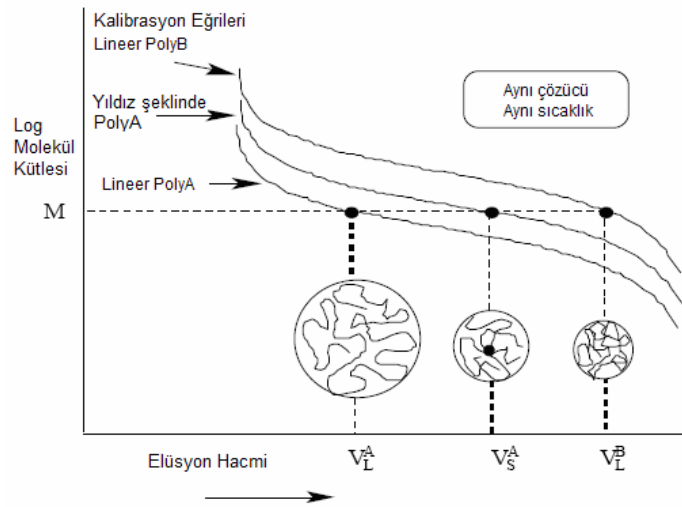 Kalibrasyon Eğrileri
Lineer PolyB
Yıldız şeklinde
PolyA
Lineer PolyA
Aynı çözücü
Aynı sıcaklık
Log
Molekül
Kütlesi
M
Elüsyon Hacmi
V_L^A
V_S^A
V_L^B